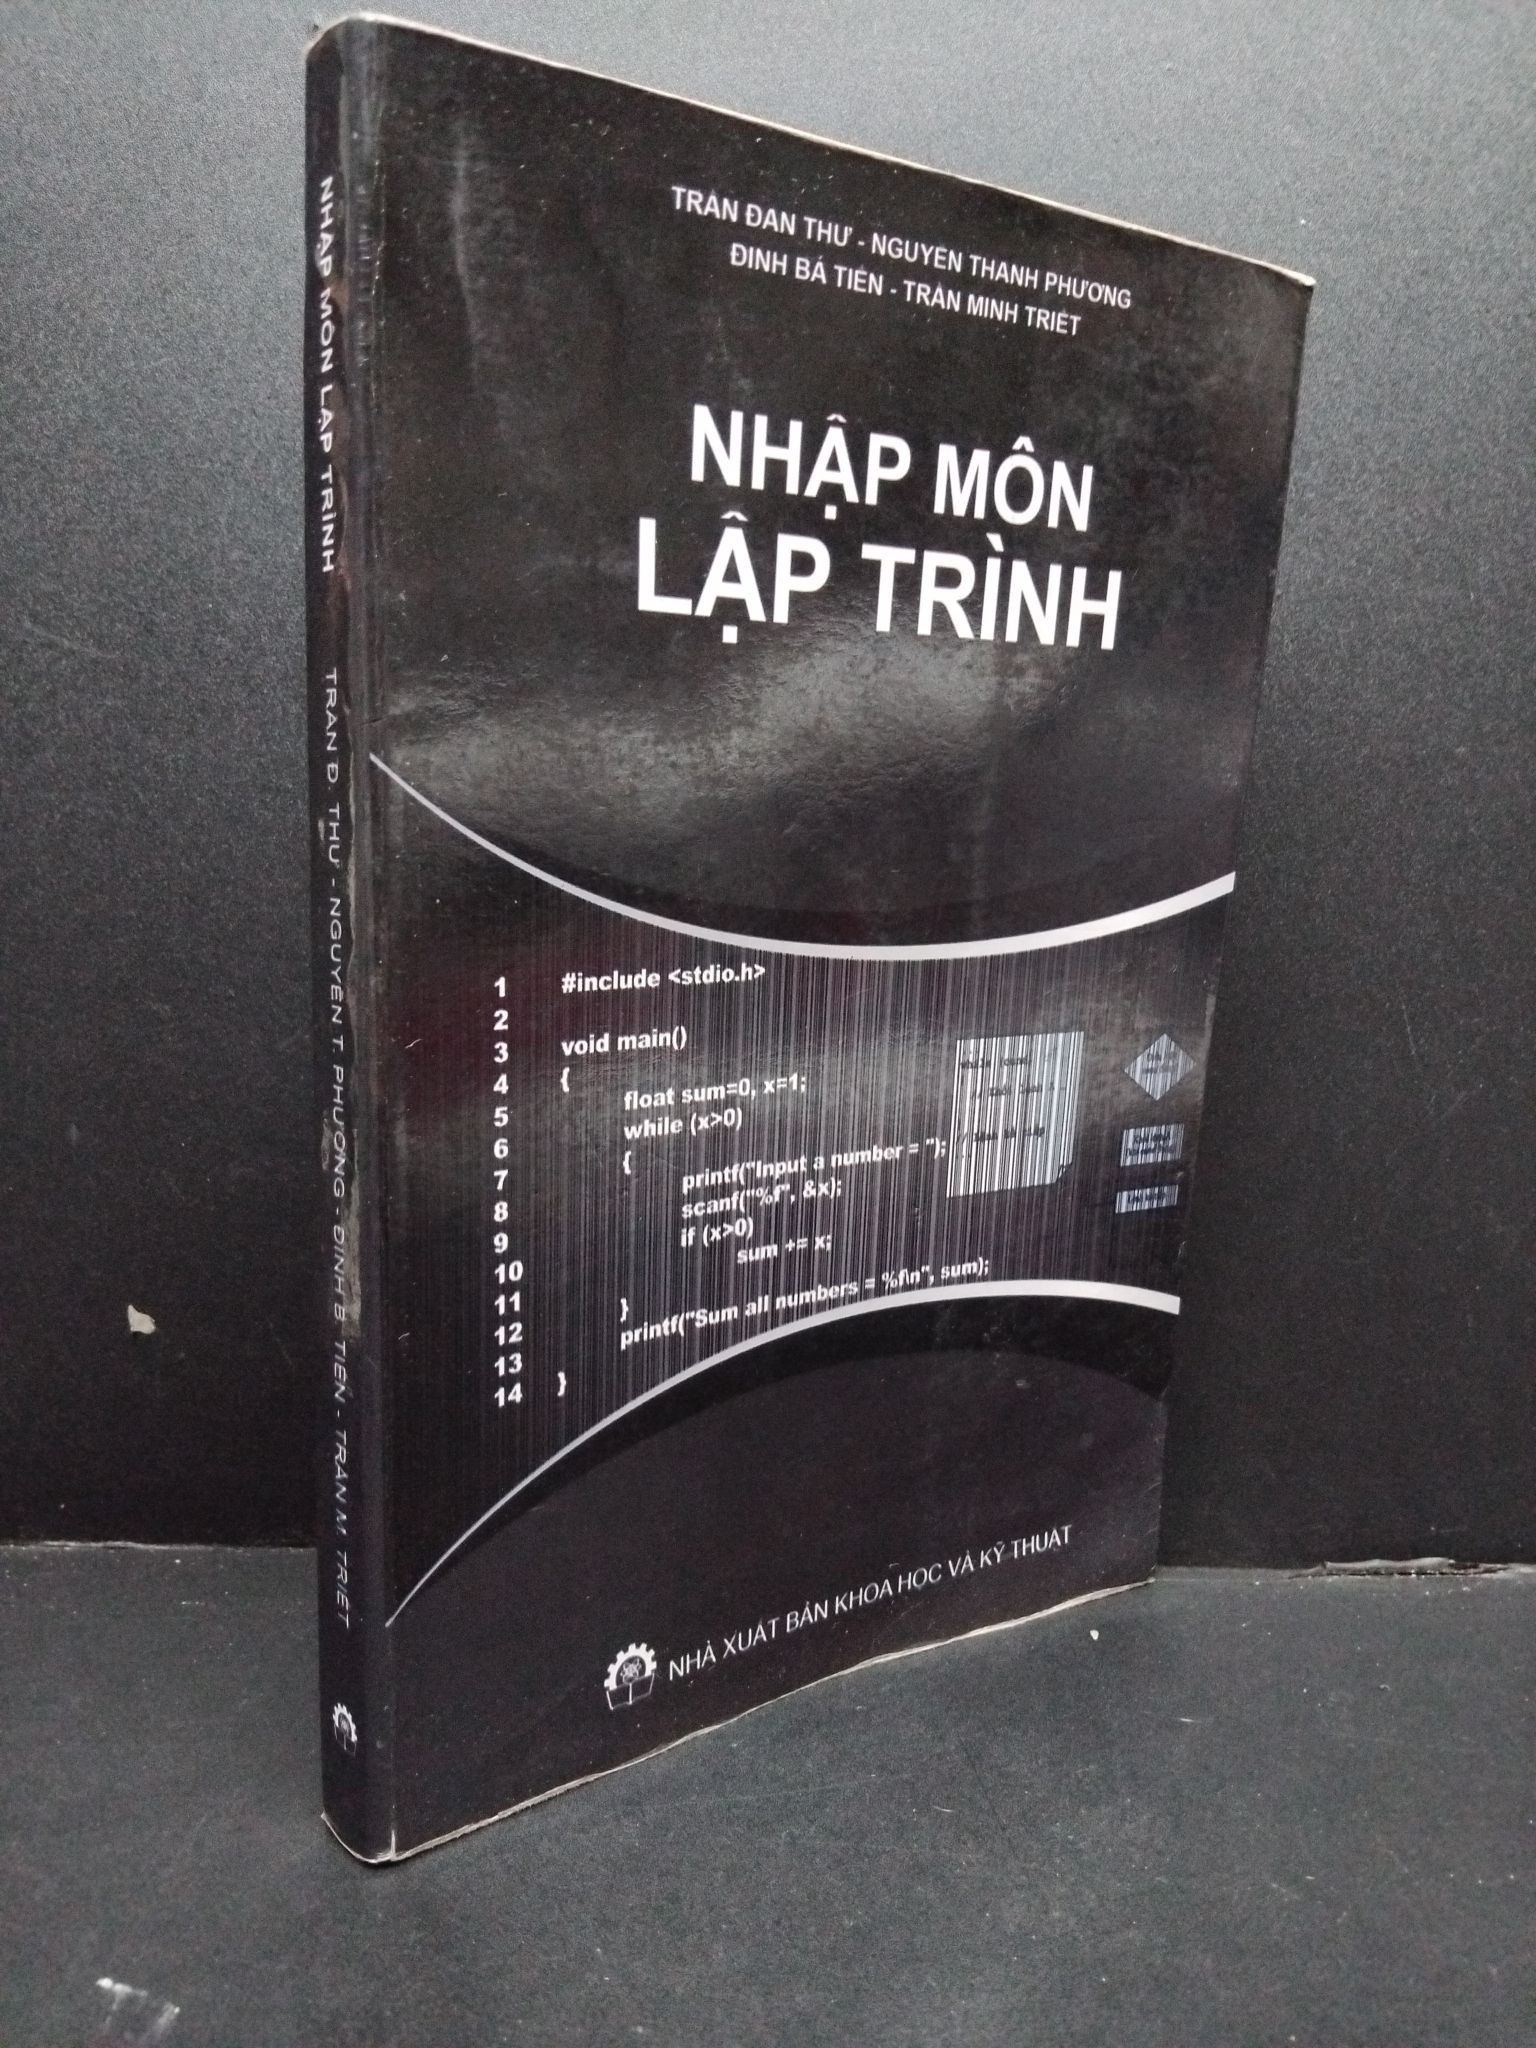 TRẦN ĐAN THƯ - NGUYỄN THANH PHƯƠNG
ĐINH BÁ TIẾN - TRẦN MINH TRIẾT
NHẬP MÔN
LẬP TRÌNH
1 #include <stdio.h>
2
3 void main()
4 {
5 float sum=0, x=1;
6 while (x>0)
7 {
8 printf("Input a number = ");
9 scanf("%f", &x);
10 if (x>0)
11 sum += x;
12 }
13 printf("Sum all numbers = %f\n", sum);
14 }
NHÀ XUẤT BẢN KHOA HỌC VÀ KỸ THUẬT
NHẬP MÔN LẬP TRÌNH TRẦN Đ. THƯ - NGUYỄN T. PHƯƠNG - ĐINH B. TIẾN - TRẦN M. TRIẾT